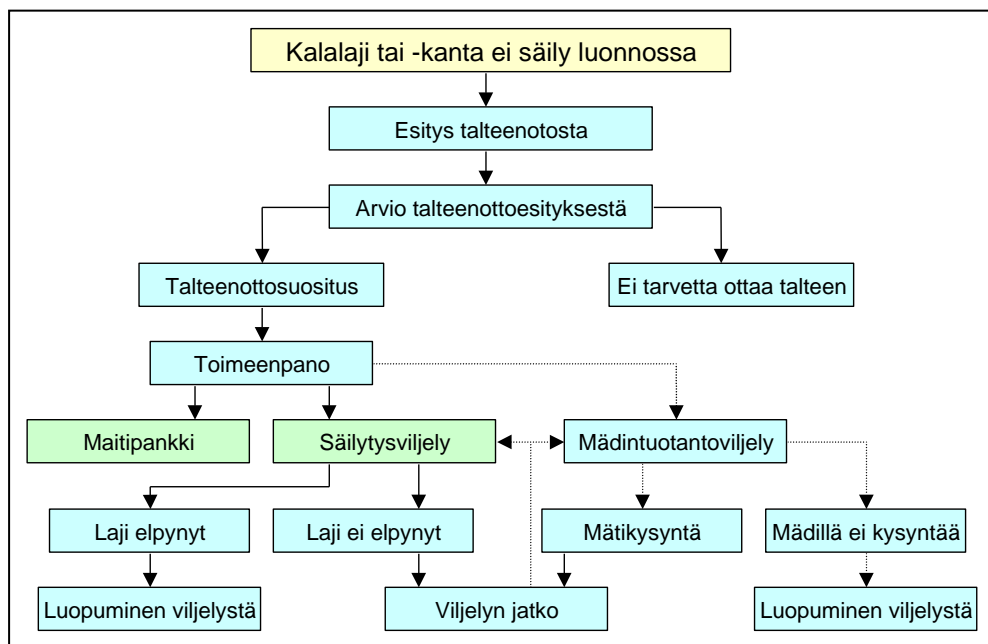 Kalalaji tai -kanta ei säily luonnossa
Esitys talteenotosta
Arvio talteenottoesityksestä
Talteenottosuositus
Ei tarvetta ottaa talteen
Toimeenpano
Maitipankki
Säilytysviljely
Mädintuotantoviljely
Laji elpynyt
Laji ei elpynyt
Mätikysyntä
Mädillä ei kysyntää
Luopuminen viljelystä
Viljelyn jatko
Luopuminen viljelystä